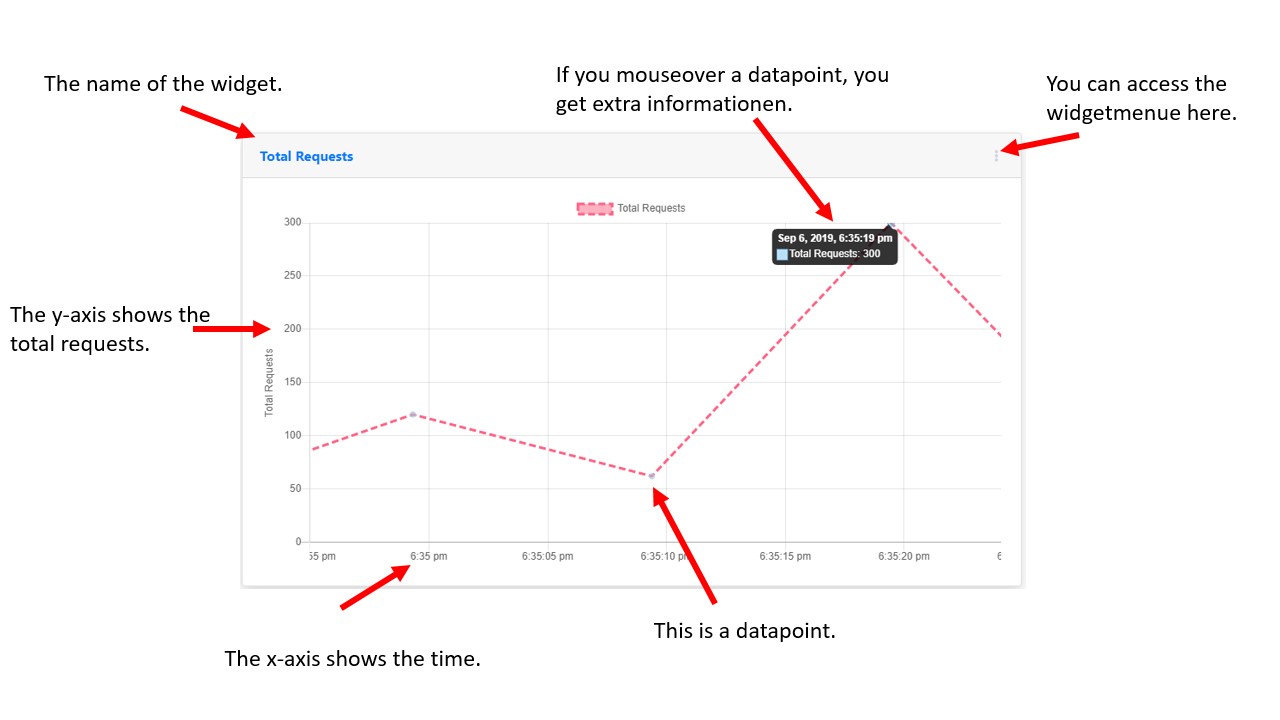 The name of the widget.
If you mouseover a datapoint, you
get extra informationen.
You can access the
widgetmenue here.
Total Requests
Total Requests
300
Sep 6, 2019, 6:35:19 pm
Total Requests: 300
250
The y-axis shows the
total requests.
200
150
Total Requests
100
50
0
55 pm
6:35 pm
6:35:05 pm
6:35:10 pm
6:35:15 pm
6:35:20 pm
6
This is a datapoint.
The x-axis shows the time.